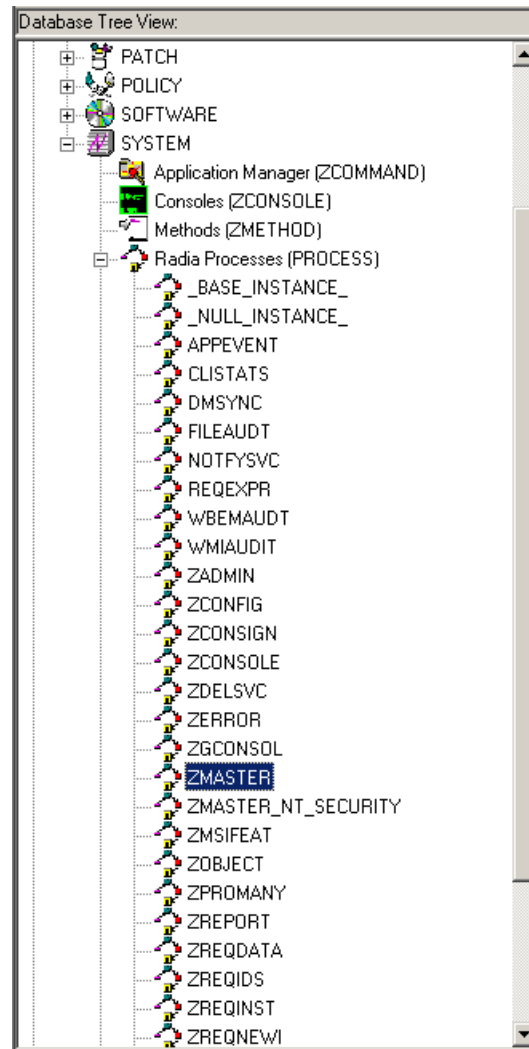 Database Tree View:
PATCH
POLICY
SOFTWARE
SYSTEM
Application Manager (ZCOMMAND)
Consoles (ZCONSOLE)
Methods (ZMETHOD)
Radia Processes (PROCESS)
_BASE_INSTANCE_
_NULL_INSTANCE_
APPEVENT
CLISTATS
DMSYNC
FILEAUDT
NOTFYSVC
REQEXPR
WBEMAUDT
WMIAUDIT
ZADMIN
ZCONFIG
ZCONSIGN
ZCONSOLE
ZDELSVC
ZERROR
ZGCONSOL
ZMASTER
ZMASTER_NT_SECURITY
ZMSIFEAT
ZOBJECT
ZPROMANY
ZREPORT
ZREQDATA
ZREQIDS
ZREQINST
ZREQNEWI